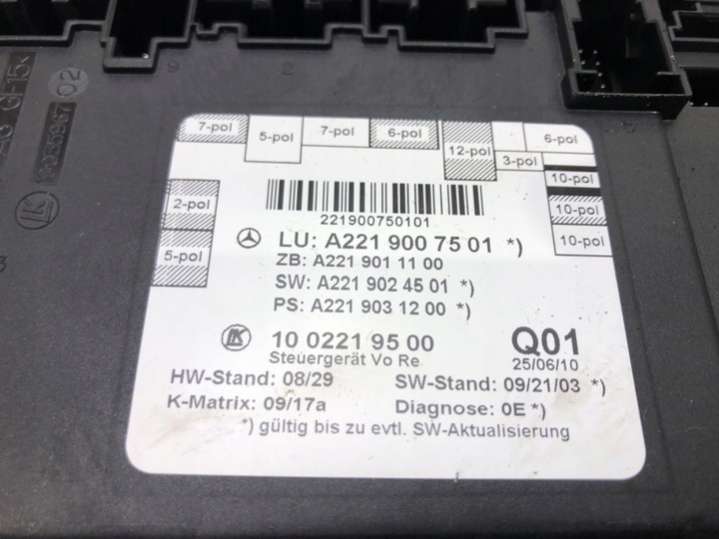 7-pol 5-pol 7-pol 6-pol 12-pol 3-pol 6-pol
10-pol
2-pol
10-pol
5-pol
10-pol
221900750101
LU: A221 900 75 01 *)
ZB: A221 901 11 00
SW: A221 902 45 01 *)
PS: A221 903 12 00 *)
10 0221 95 00
Q01
Steuergerät Vo Re
25/06/10
HW-Stand: 08/29 SW-Stand: 09/21/03 *)
K-Matrix: 09/17a Diagnose: 0E *)
*) gültig bis zu evtl. SW-Aktualisierung
GF15
02